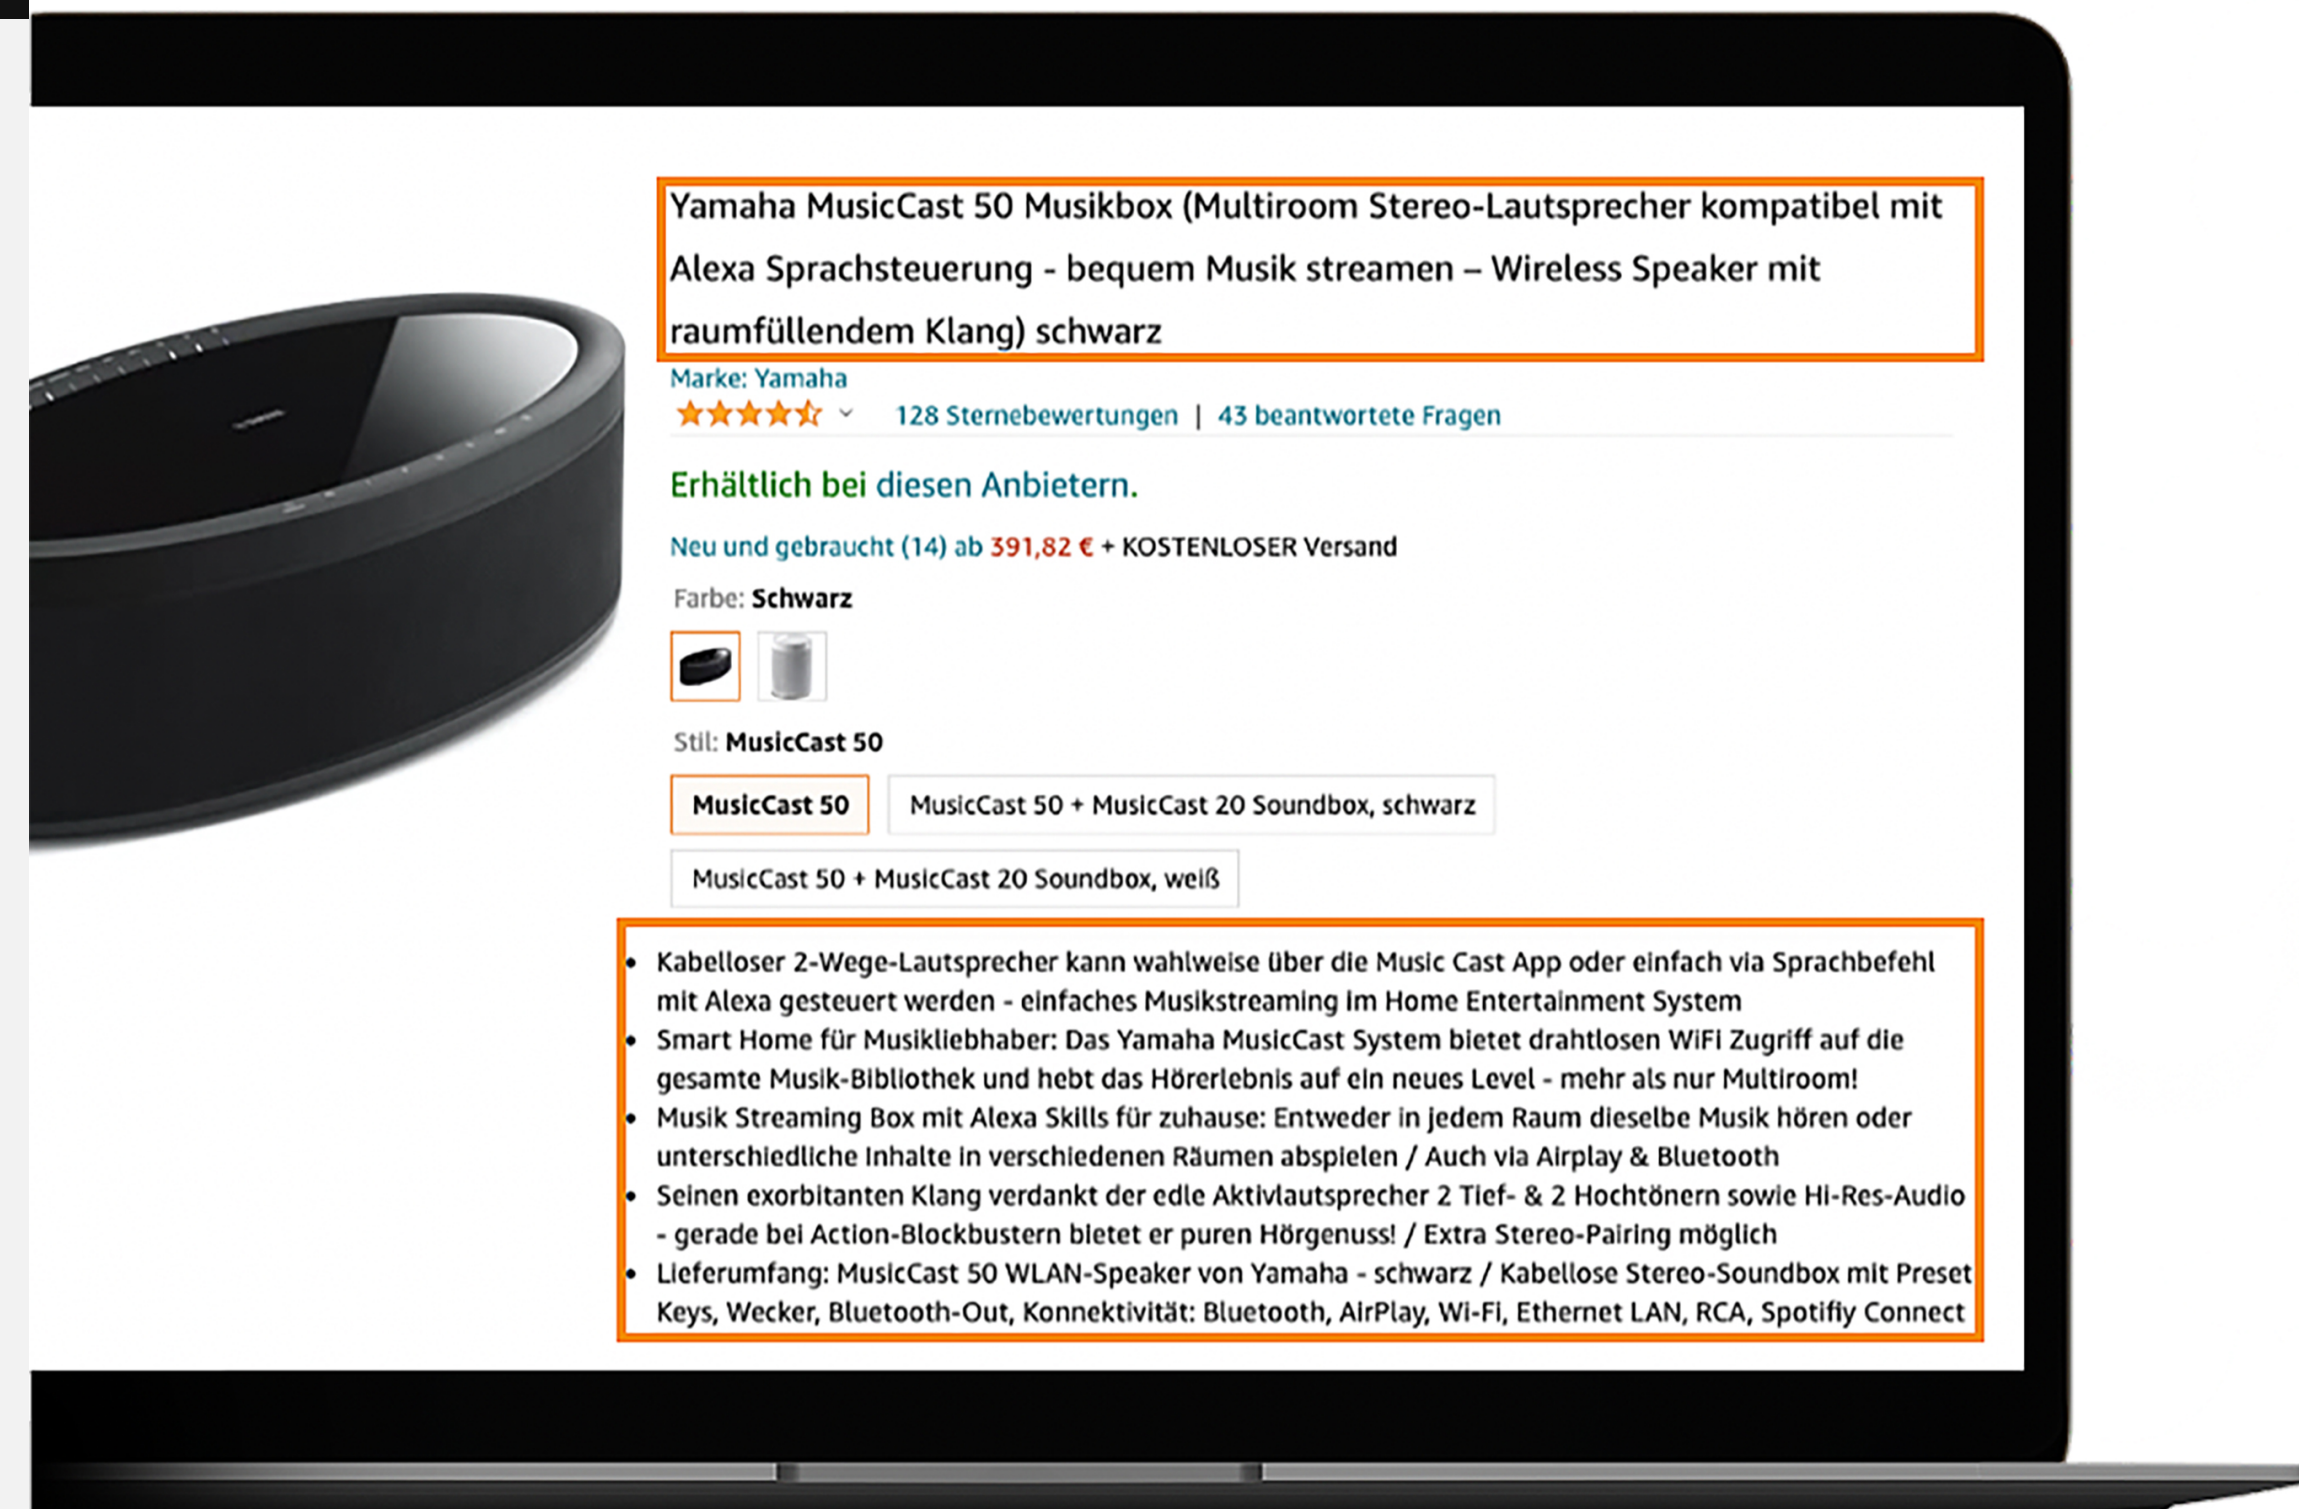 Yamaha MusicCast 50 Musikbox (Multiroom Stereo-Lautsprecher kompatibel mit
Alexa Sprachsteuerung - bequem Musik streamen – Wireless Speaker mit
raumfüllendem Klang) schwarz
Marke: Yamaha
128 Sternebewertungen | 43 beantwortete Fragen
Erhältlich bei diesen Anbietern.
Neu und gebraucht (14) ab 391,82 € + KOSTENLOSER Versand
Farbe: Schwarz
Stil: MusicCast 50
MusicCast 50
MusicCast 50 + MusicCast 20 Soundbox, schwarz
MusicCast 50 + MusicCast 20 Soundbox, weiß
• Kabelloser 2-Wege-Lautsprecher kann wahlweise über die Music Cast App oder einfach via Sprachbefehl
mit Alexa gesteuert werden - einfaches Musikstreaming im Home Entertainment System
• Smart Home für Musikliebhaber: Das Yamaha MusicCast System bietet drahtlosen WiFi Zugriff auf die
gesamte Musik-Bibliothek und hebt das Hörerlebnis auf ein neues Level - mehr als nur Multiroom!
• Musik Streaming Box mit Alexa Skills für zuhause: Entweder in jedem Raum dieselbe Musik hören oder
unterschiedliche Inhalte in verschiedenen Räumen abspielen / Auch via Airplay & Bluetooth
• Seinen exorbitanten Klang verdankt der edle Aktivlautsprecher 2 Tief- & 2 Hochtönern sowie Hi-Res-Audio
- gerade bei Action-Blockbustern bietet er puren Hörgenuss! / Extra Stereo-Pairing möglich
• Lieferumfang: MusicCast 50 WLAN-Speaker von Yamaha - schwarz / Kabellose Stereo-Soundbox mit Preset
Keys, Wecker, Bluetooth-Out, Konnektivität: Bluetooth, AirPlay, Wi-Fi, Ethernet LAN, RCA, Spotifiy Connect